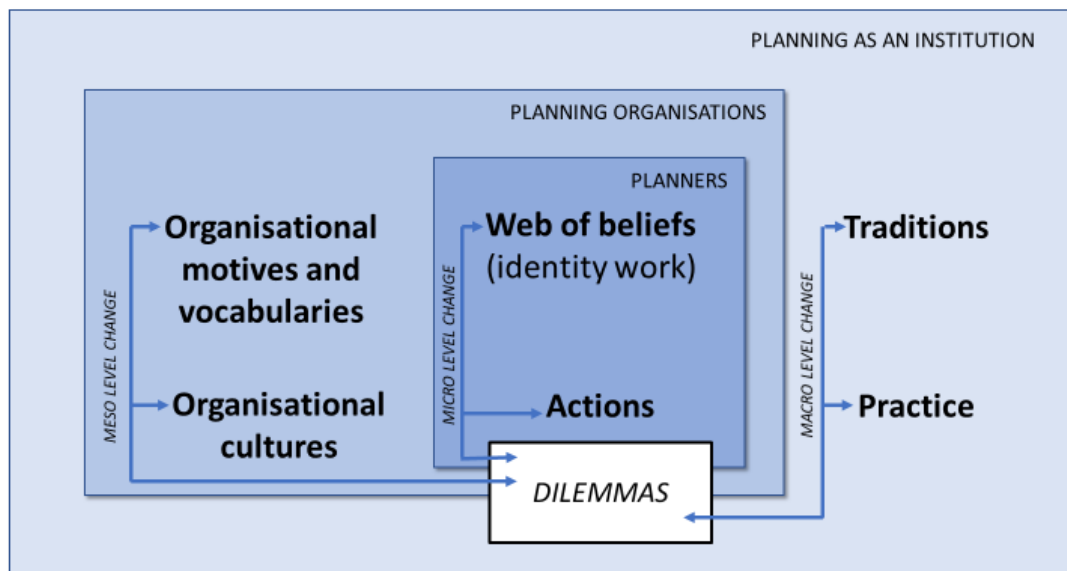 PLANNING AS AN INSTITUTION
PLANNING ORGANISATIONS
PLANNERS
MESO LEVEL CHANGE
Organisational
motives and
vocabularies
Organisational
cultures
MICRO LEVEL CHANGE
Web of beliefs
(identity work)
Actions
MACRO LEVEL CHANGE
Traditions
Practice
DILEMMAS